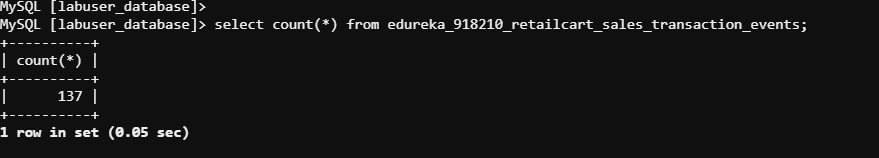 MySQL [labuser_database]>
MySQL [labuser_database]> select count(*) from edureka_918210_retailcart_sales_transaction_events;
+----------+
| count(*) |
+----------+
|      137 |
+----------+
1 row in set (0.05 sec)